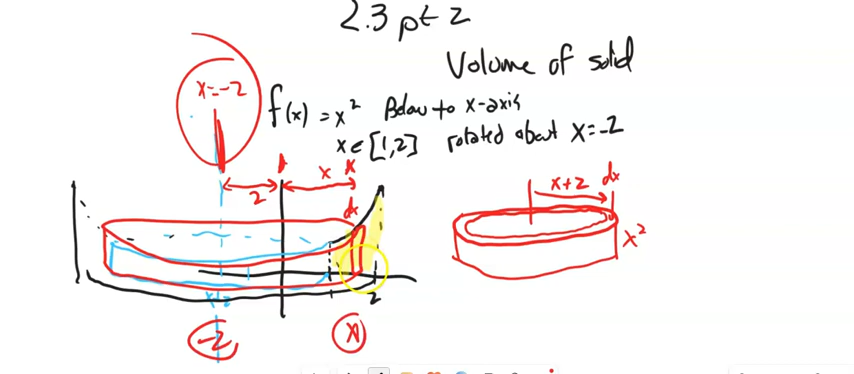 2.3 pt 2
Volume of solid
x=-2
f(x) = x² Below to x-axis
x ∈ [1,2] rotated about x=-2
2
x
x
dx
x+2
dx
x²
x+2
2
-2